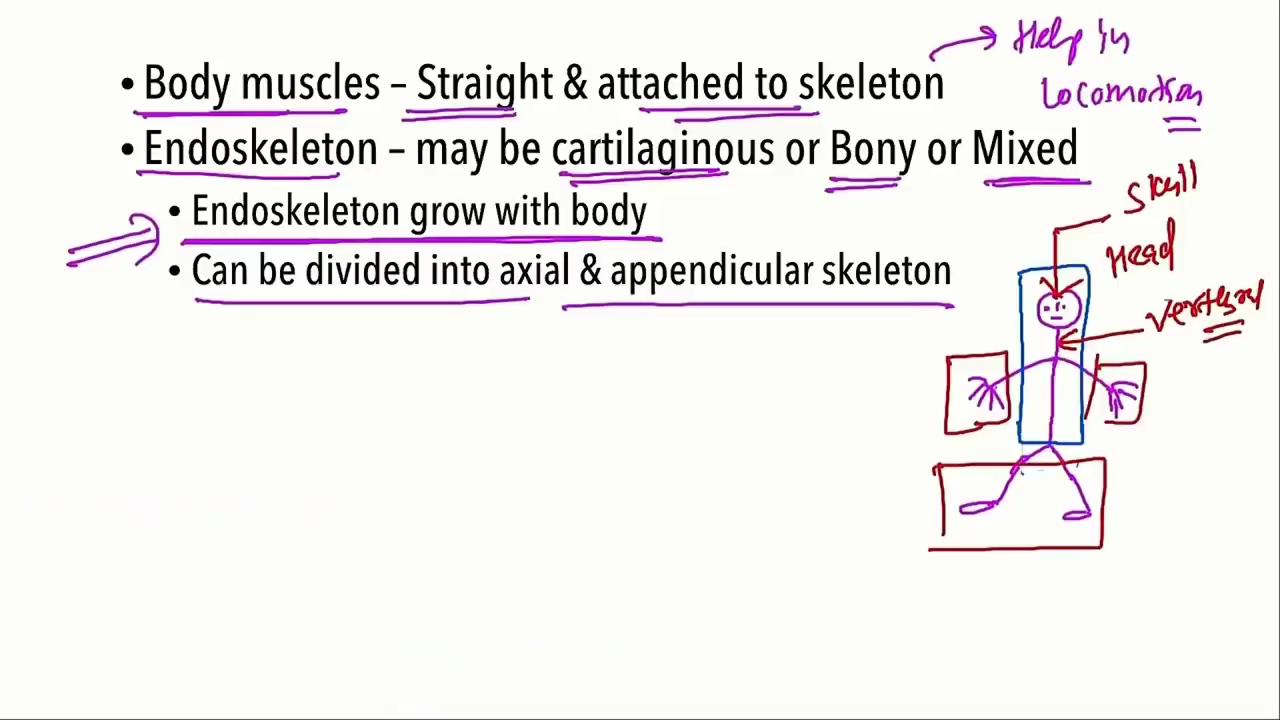 • Body muscles – Straight & attached to skeleton
Help in
Locomotion
• Endoskeleton – may be cartilaginous or Bony or Mixed
• Endoskeleton grow with body
• Can be divided into axial & appendicular skeleton
Skull
Head